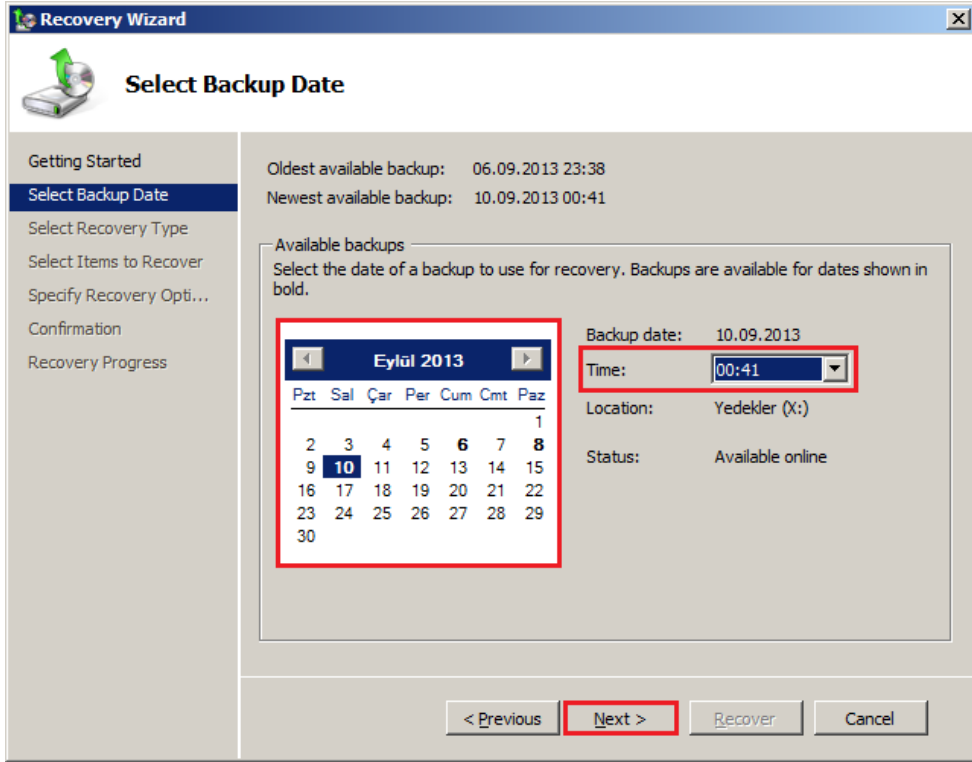 Recovery Wizard
Select Backup Date
Getting Started
Select Backup Date
Select Recovery Type
Select Items to Recover
Specify Recovery Opti...
Confirmation
Recovery Progress
Oldest available backup: 06.09.2013 23:38
Newest available backup: 10.09.2013 00:41
Available backups
Select the date of a backup to use for recovery. Backups are available for dates shown in
bold.
Eylül 2013
Pzt Sal Çar Per Cum Cmt Paz
1
2 3 4 5 6 7 8
9 10 11 12 13 14 15
16 17 18 19 20 21 22
23 24 25 26 27 28 29
30
Backup date: 10.09.2013
Time: 00:41
Location: Yedekler (X:)
Status: Available online
< Previous
Next >
Recover
Cancel